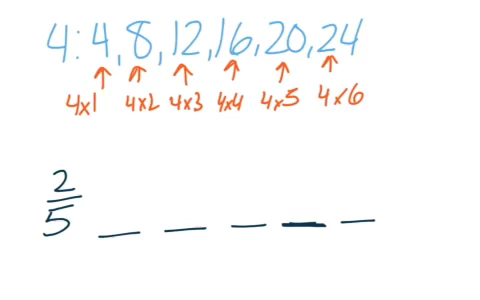 4: 4, 8, 12, 16, 20, 24
4x1 4x2 4x3 4x4 4x5 4x6
2
5 _ _ _ _ _